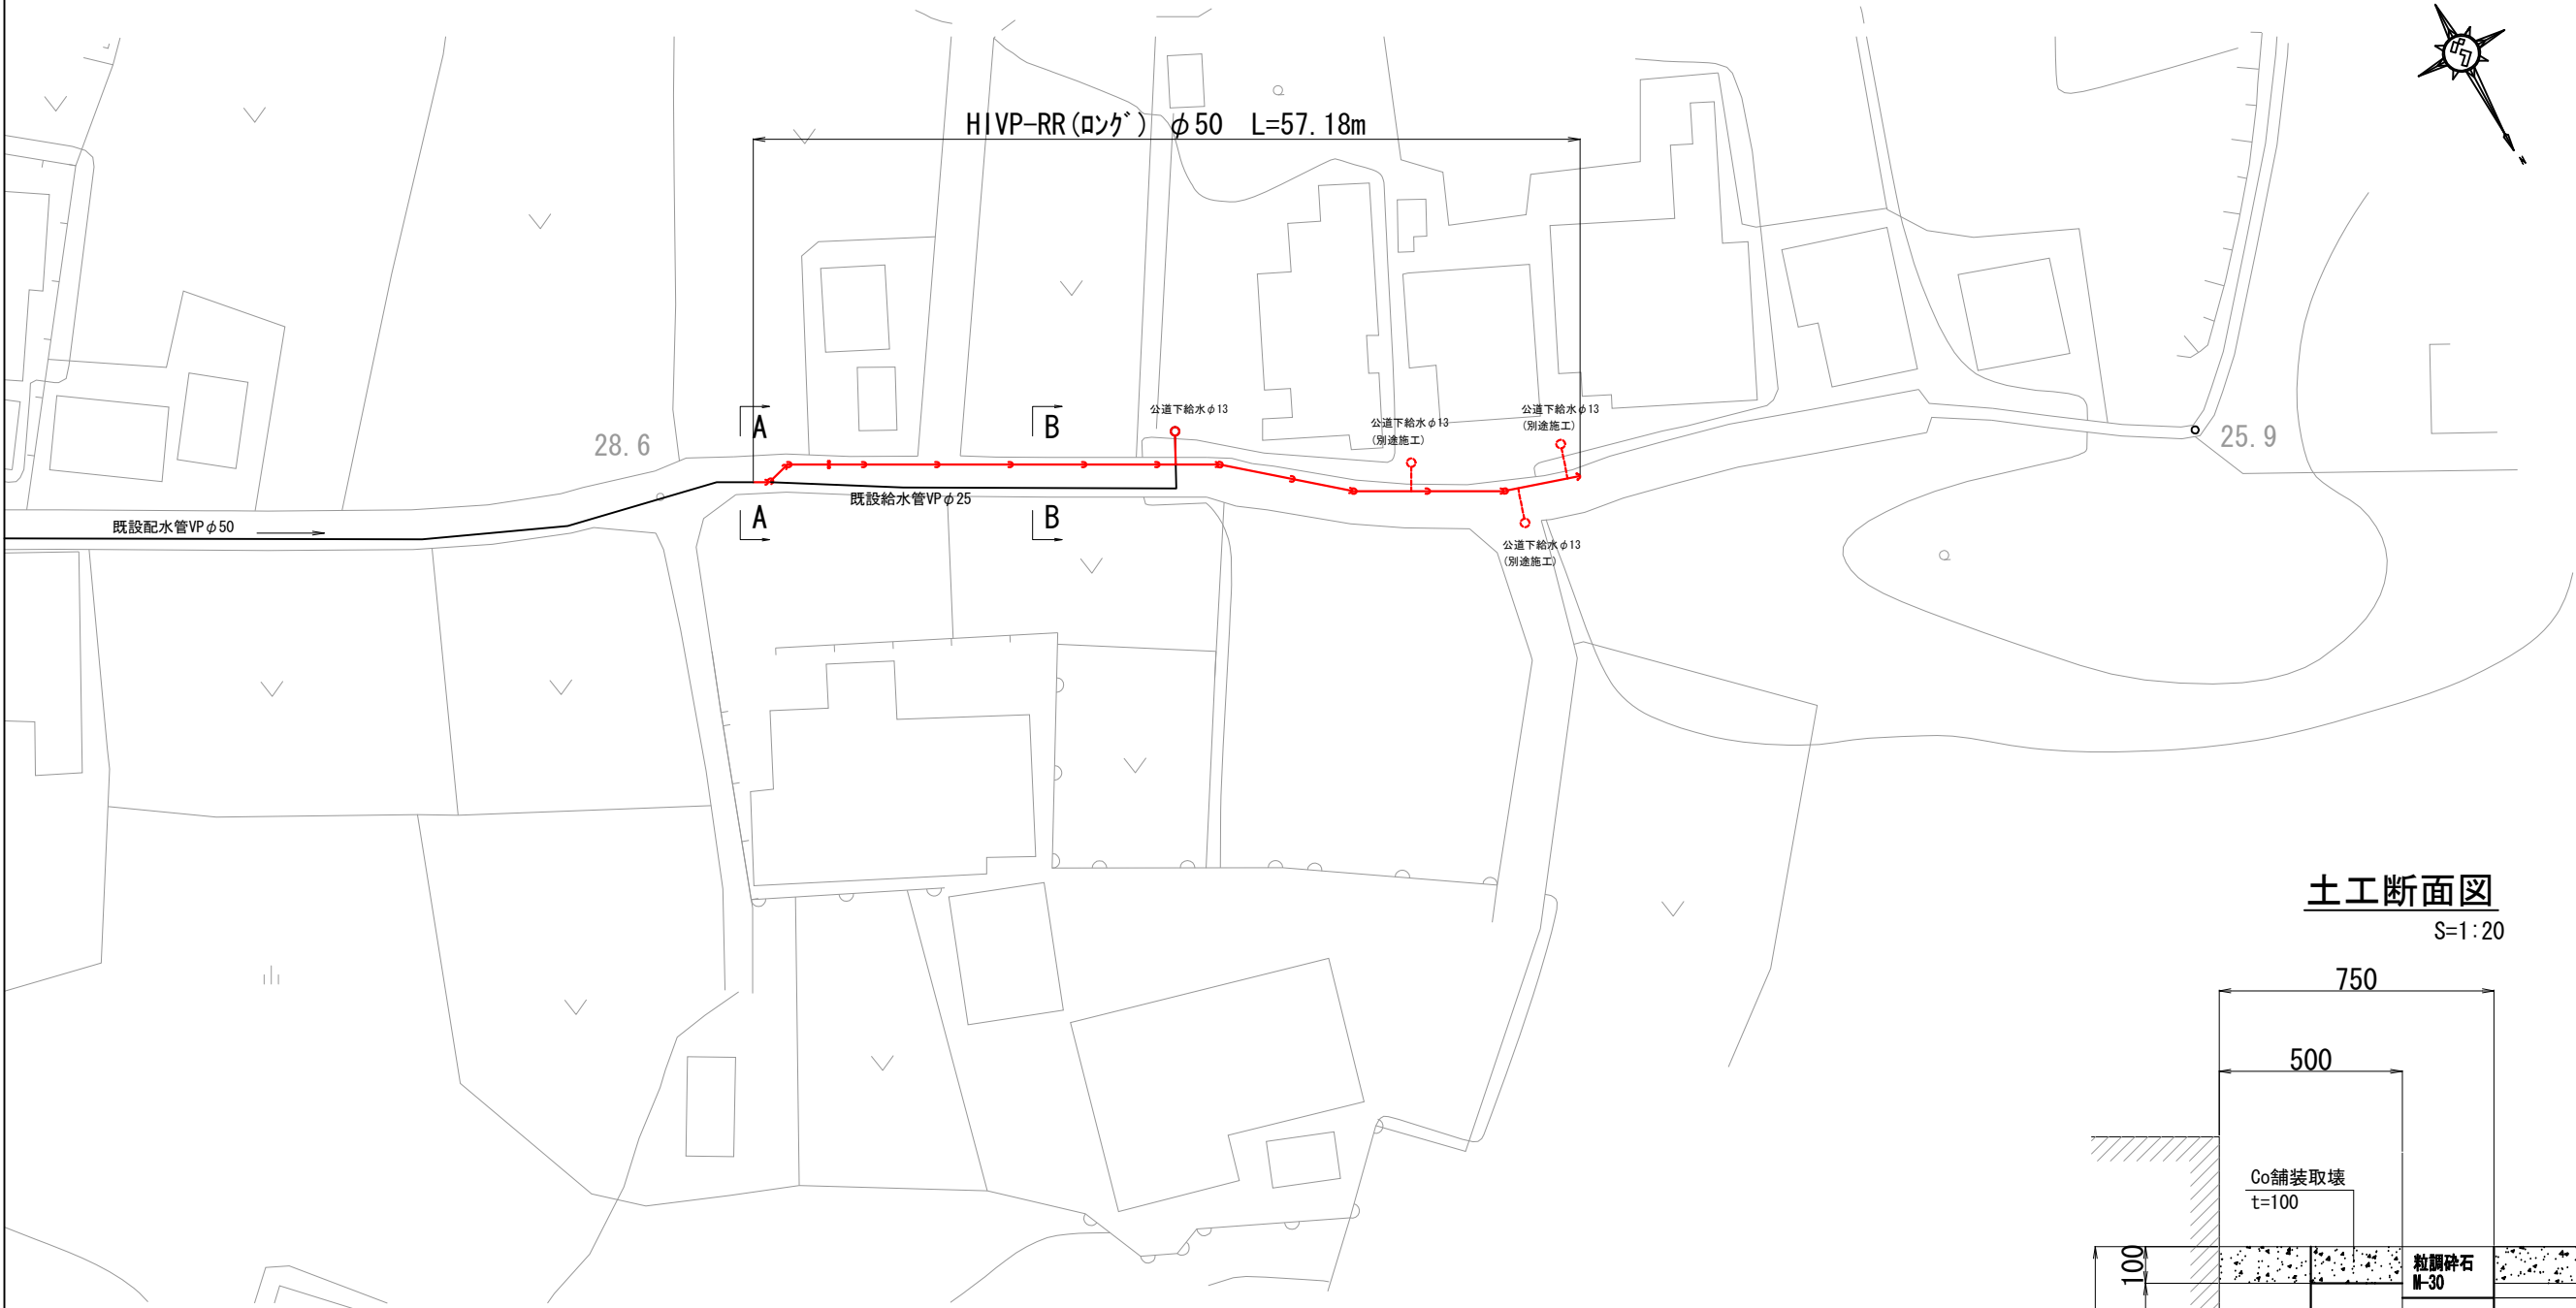 HIVP-RR(ﾛﾝｸﾞ) φ50 L=57.18m
A
B
公道下給水φ13
公道下給水φ13
(別途施工)
公道下給水φ13
(別途施工)
28.6
25.9
既設給水管VPφ25
既設配水管VPφ50
A
B
公道下給水φ13
(別途施工)
土工断面図
S=1:20
750
500
Co舗装取壊
t=100
100
粒調砕石
M-30